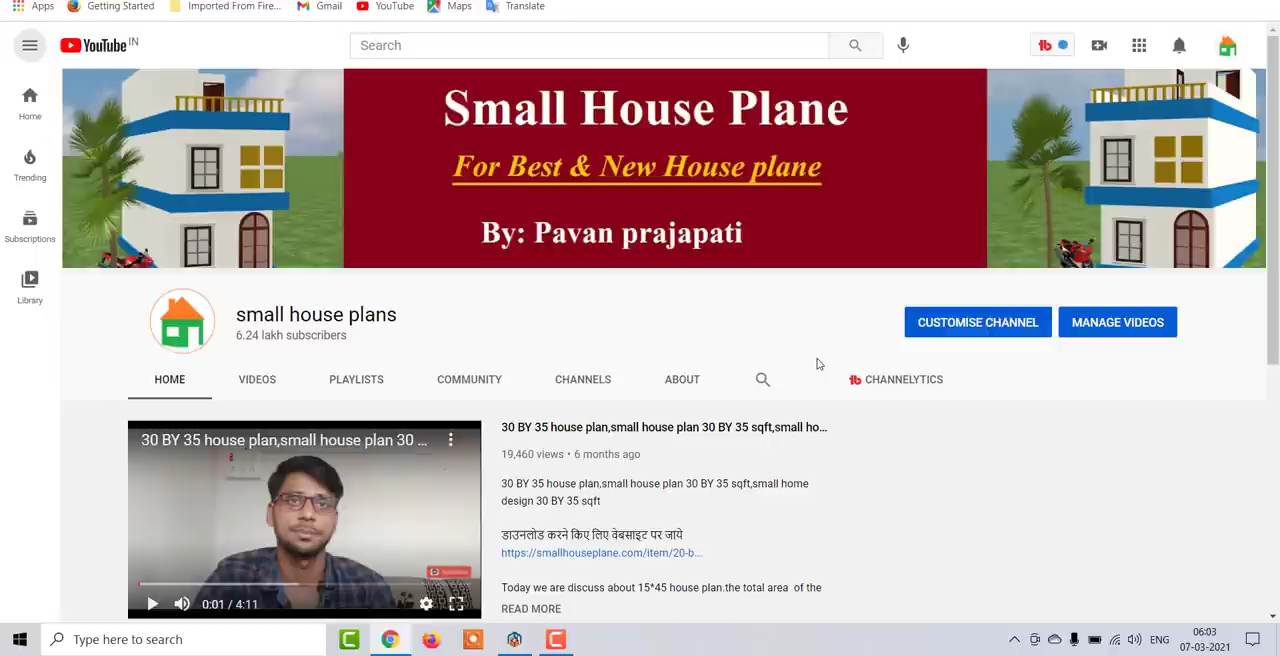 Apps Getting Started Imported From Fire... Gmail YouTube Maps Translate
YouTube IN
Search
Home
Trending
Subscriptions
Library
Small House Plane
For Best & New House plane
By: Pavan prajapati
small house plans
6.24 lakh subscribers
CUSTOMISE CHANNEL MANAGE VIDEOS
HOME VIDEOS PLAYLISTS COMMUNITY CHANNELS ABOUT CHANNELYTICS
30 BY 35 house plan,small house plan 30 ...
0:01 / 4:11
30 BY 35 house plan,small house plan 30 BY 35 sqft,small ho...
19,460 views • 6 months ago
30 BY 35 house plan,small house plan 30 BY 35 sqft,small home
design 30 BY 35 sqft
डाउनलोड करने किए लिए वेबसाइट पर जाये
https://smallhouseplane.com/item/20-b...
Today we are discuss about 15*45 house plan.the total area of the
READ MORE
Type here to search
ENG
06:03
07-03-2021